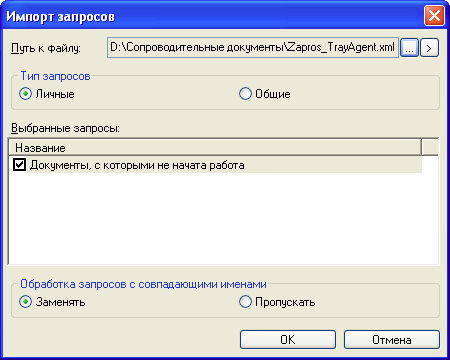 Импорт запросов
Путь к файлу: D:\Сопроводительные документы\Zapros_TrayAgent.xml ... >
Тип запросов
Личные Общие
Выбранные запросы:
Название
Документы, с которыми не начата работа
Обработка запросов с совпадающими именами
Заменять Пропускать
OK Отмена